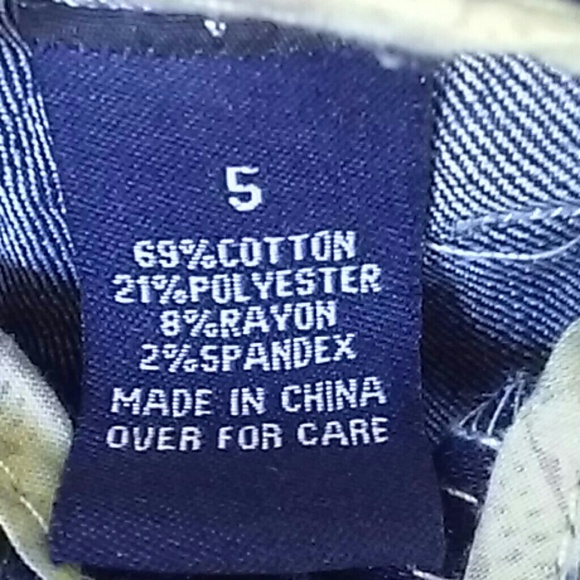 5
69%COTTON
21%POLYESTER
8%RAYON
2%SPANDEX
MADE IN CHINA
OVER FOR CARE